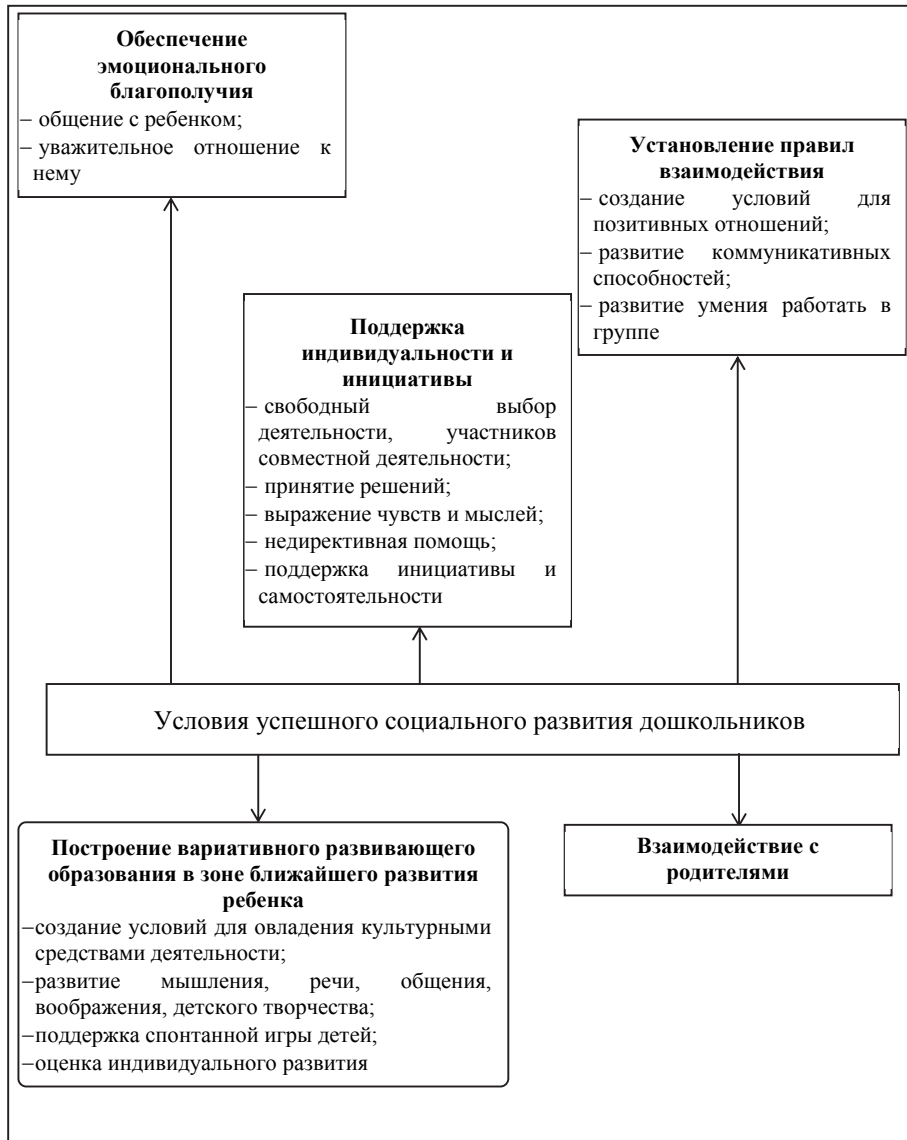 Обеспечение
эмоционального
благополучия
− общение с ребенком;
− уважительное отношение к
нему
Установление правил
взаимодействия
− создание условий для
позитивных отношений;
− развитие коммуникативных
способностей;
− развитие умения работать в
группе
Поддержка
индивидуальности и
инициативы
− свободный выбор
деятельности, участников
совместной деятельности;
− принятие решений;
− выражение чувств и мыслей;
− недирективная помощь;
− поддержка инициативы и
самостоятельности
Условия успешного социального развития дошкольников
Построение вариативного развивающего
образования в зоне ближайшего развития
ребенка
−создание условий для овладения культурными
средствами деятельности;
−развитие мышления, речи, общения,
воображения, детского творчества;
−поддержка спонтанной игры детей;
−оценка индивидуального развития
Взаимодействие с
родителями